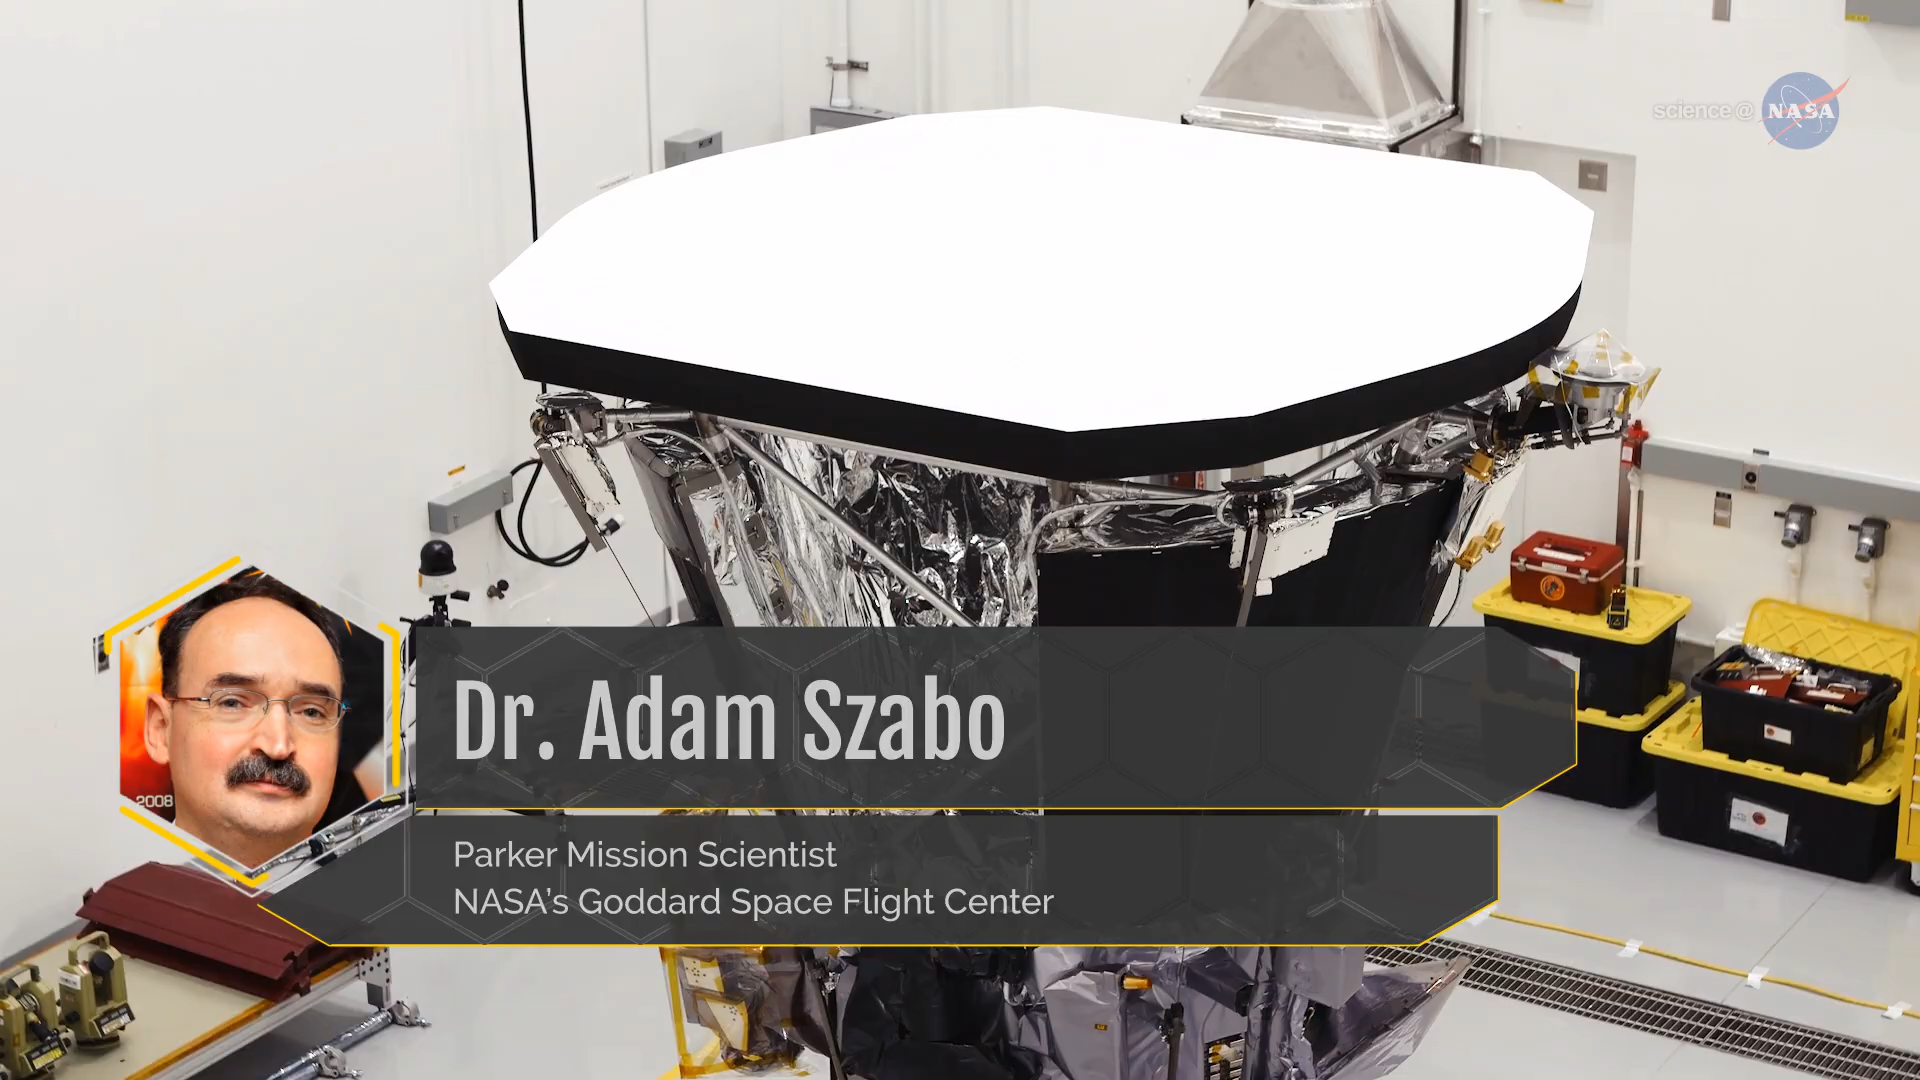 science@
NASA
2008
Dr. Adam Szabo
Parker Mission Scientist
NASA's Goddard Space Flight Center